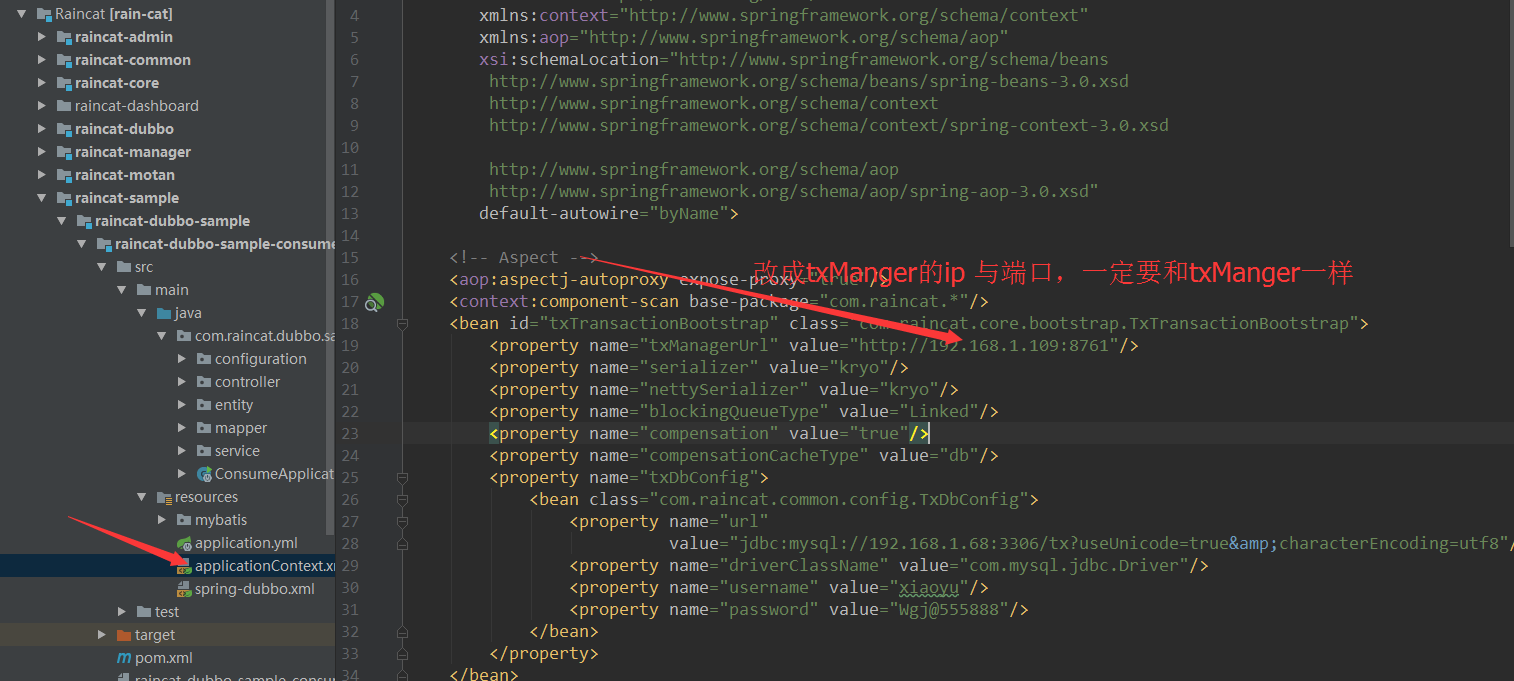 Raincat [rain-cat]
raincat-admin
raincat-common
raincat-core
raincat-dashboard
raincat-dubbo
raincat-manager
raincat-motan
raincat-sample
raincat-dubbo-sample
raincat-dubbo-sample-consume
src
main
java
com.raincat.dubbo.sa
configuration
controller
entity
mapper
service
ConsumeApplicat
resources
mybatis
application.yml
applicationContext.x
spring-dubbo.xml
test
target
pom.xml
raincat-dubbo-sample-consu
4 xmlns:context="http://www.springframework.org/schema/context"
5 xmlns:aop="http://www.springframework.org/schema/aop"
6 xsi:schemaLocation="http://www.springframework.org/schema/beans
7 http://www.springframework.org/schema/beans/spring-beans-3.0.xsd
8 http://www.springframework.org/schema/context
9 http://www.springframework.org/schema/context/spring-context-3.0.xsd
10
11 http://www.springframework.org/schema/aop
12 http://www.springframework.org/schema/aop/spring-aop-3.0.xsd"
13 default-autowire="byName">
14
15 <!-- Aspect -->
改成txManger的ip 与端口，一定要和txManger一样
16 <aop:aspectj-autoproxy expose-proxy="true"/>
17 <context:component-scan base-package="com.raincat.*"/>
18 <bean id="txTransactionBootstrap" class="com.raincat.core.bootstrap.TxTransactionBootstrap">
19 <property name="txManagerUrl" value="http://192.168.1.109:8761"/>
20 <property name="serializer" value="kryo"/>
21 <property name="nettySerializer" value="kryo"/>
22 <property name="blockingQueueType" value="Linked"/>
23 <property name="compensation" value="true"/>
24 <property name="compensationCacheType" value="db"/>
25 <property name="txDbConfig">
26 <bean class="com.raincat.common.config.TxDbConfig">
27 <property name="url"
28 value="jdbc:mysql://192.168.1.68:3306/tx?useUnicode=true&amp;characterEncoding=utf8"/
29 <property name="driverClassName" value="com.mysql.jdbc.Driver"/>
30 <property name="username" value="xiaoyu"/>
31 <property name="password" value="Wgj@555888"/>
32 </bean>
33 </property>
34 </bean>